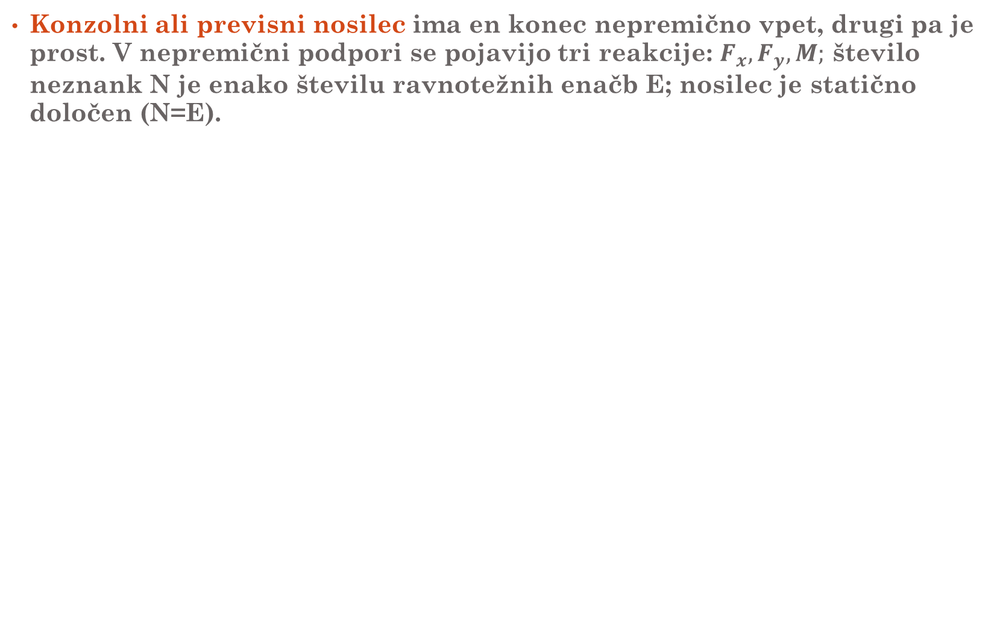 • Konzolni ali previsni nosilec ima en konec nepremično vpet, drugi pa je
prost. V nepremični podpori se pojavijo tri reakcije: Fₓ, F_y, M; število
neznank N je enako številu ravnotežnih enačb E; nosilec je statično
določen (N=E).